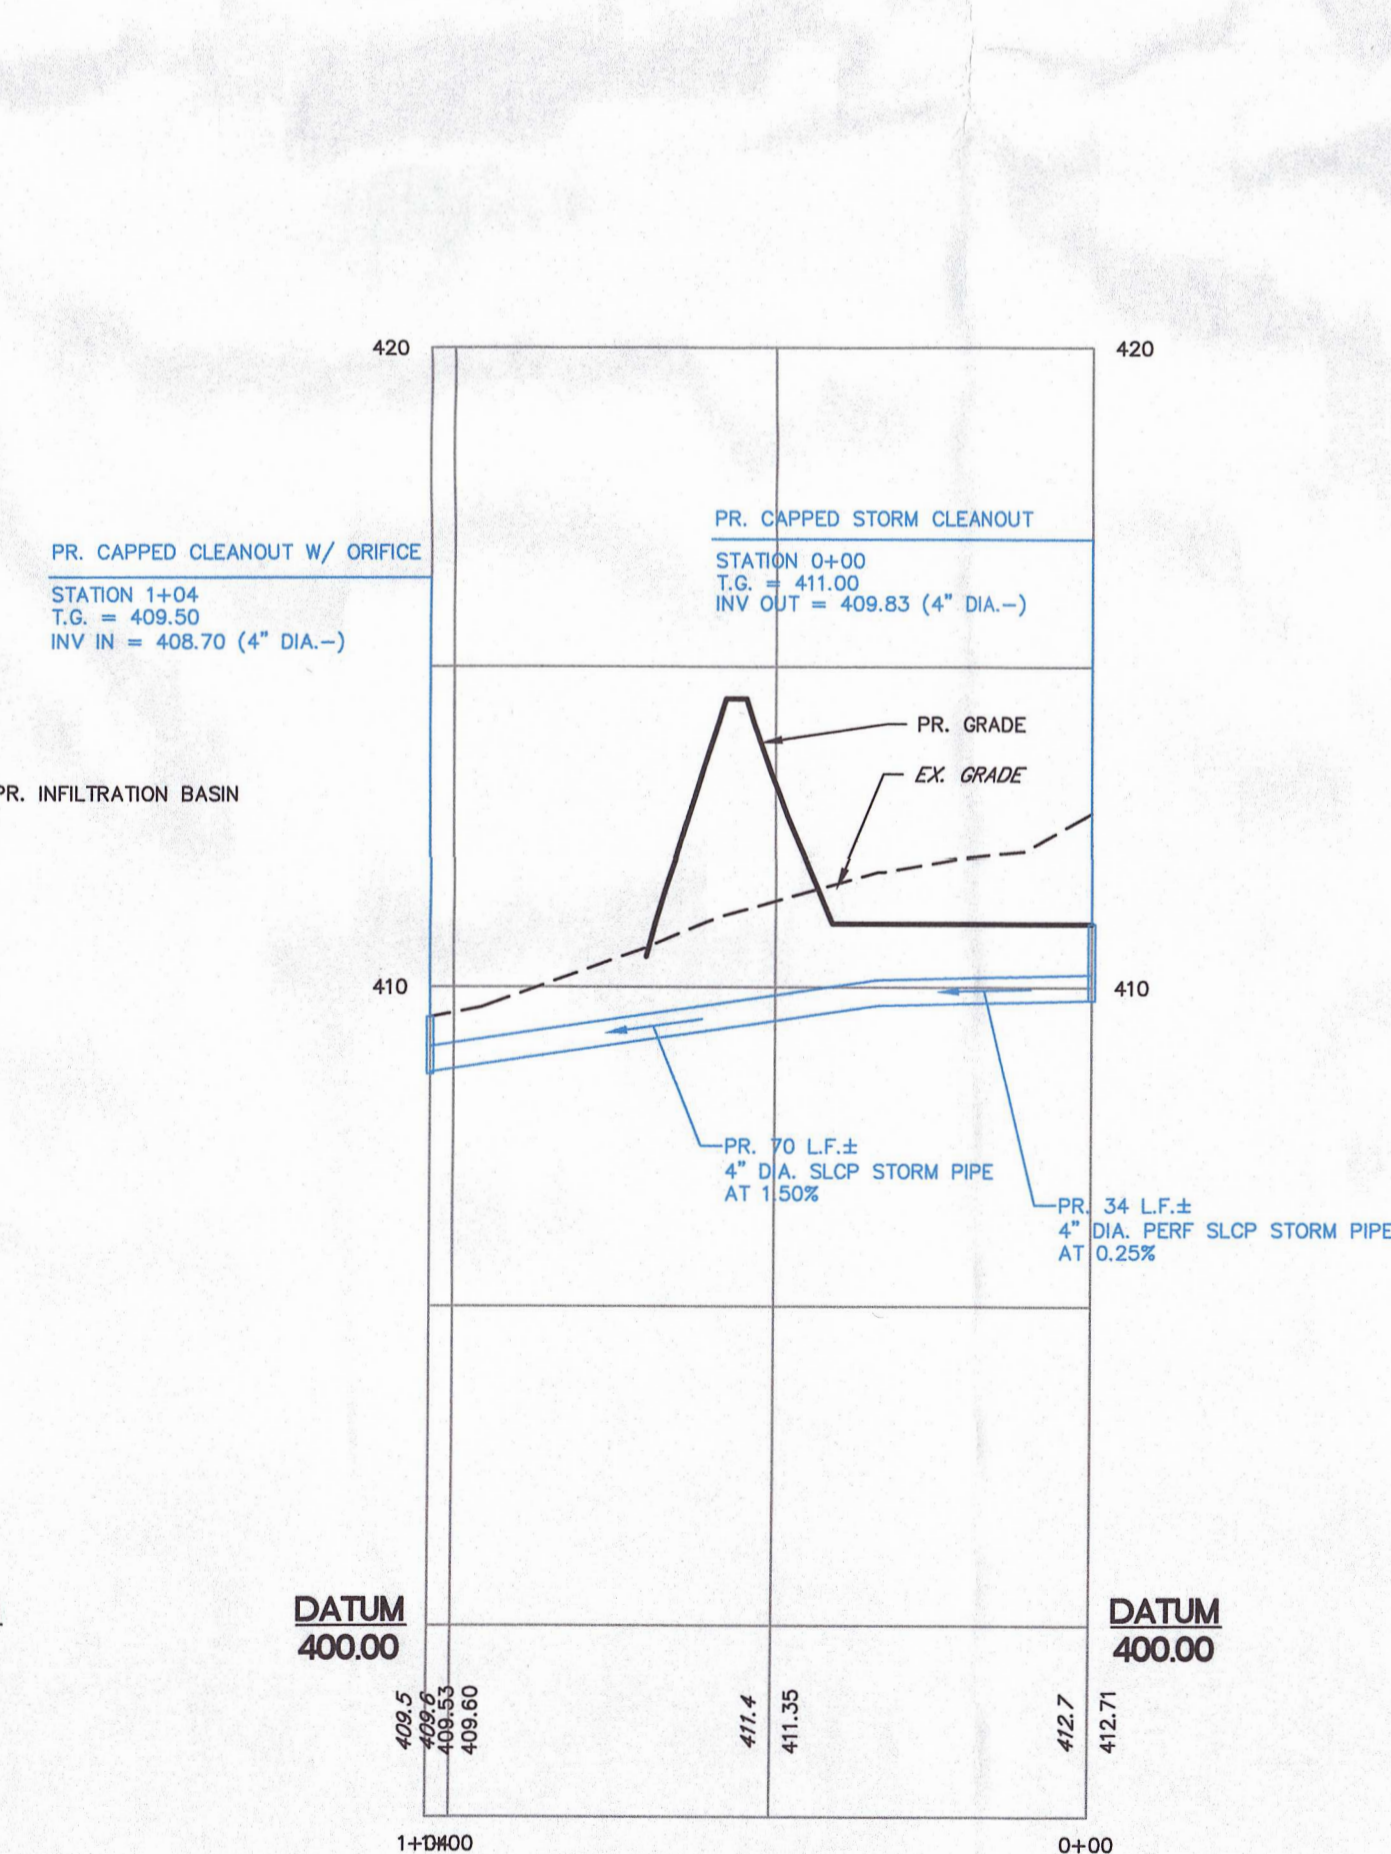 420
420
PR. CAPPED STORM CLEANOUT
STATION 0+00
T.G. = 411.00
INV OUT = 409.83 (4" DIA.-)
PR. CAPPED CLEANOUT W/ ORIFICE
STATION 1+04
T.G. = 409.50
INV IN = 408.70 (4" DIA.-)
PR. GRADE
EX. GRADE
PR. INFILTRATION BASIN
410
410
PR. 70 L.F.±
4" DIA. SLCP STORM PIPE
AT 1.50%
PR. 34 L.F.±
4" DIA. PERF SLCP STORM PIPE
AT 0.25%
DATUM
400.00
DATUM
400.00
409.5
409.6
409.53
409.60
411.4
411.35
412.7
412.71
1+04
1+00
0+00